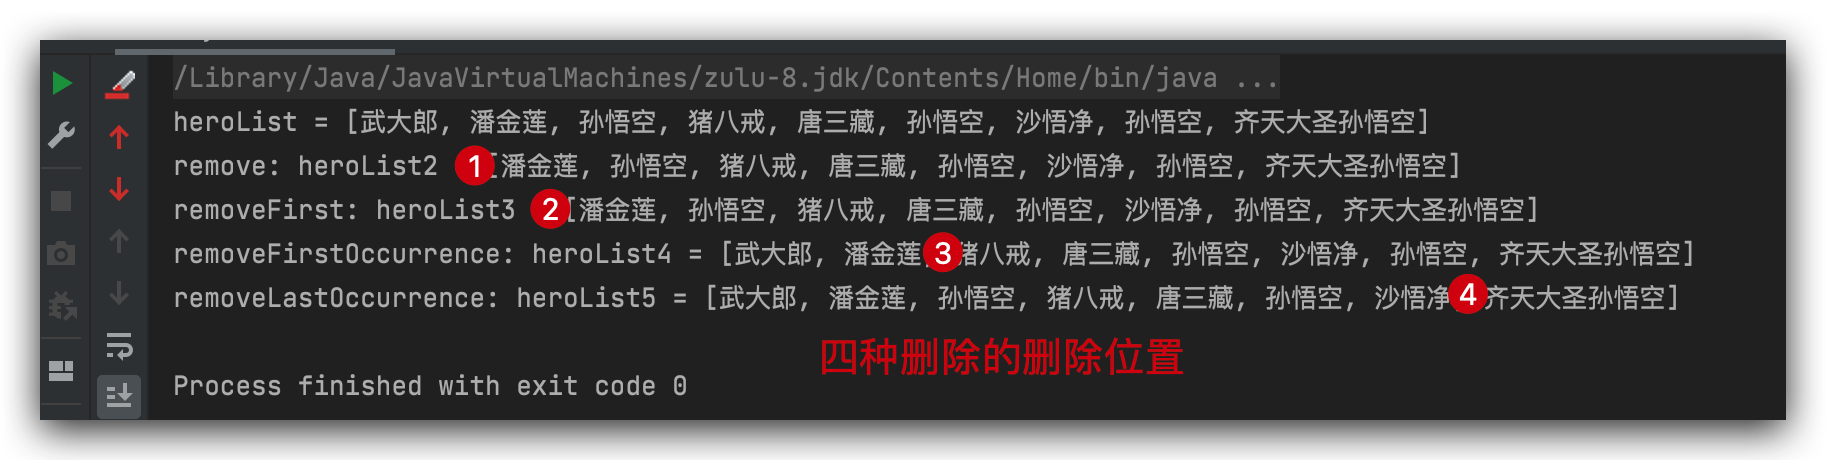 /Library/Java/JavaVirtualMachines/zulu-8.jdk/Contents/Home/bin/java ...
heroList = [武大郎, 潘金莲, 孙悟空, 猪八戒, 唐三藏, 孙悟空, 沙悟净, 孙悟空, 齐天大圣孙悟空]
remove: heroList2 1 [潘金莲, 孙悟空, 猪八戒, 唐三藏, 孙悟空, 沙悟净, 孙悟空, 齐天大圣孙悟空]
removeFirst: heroList3 2 [潘金莲, 孙悟空, 猪八戒, 唐三藏, 孙悟空, 沙悟净, 孙悟空, 齐天大圣孙悟空]
removeFirstOccurrence: heroList4 = [武大郎, 潘金莲, 3 猪八戒, 唐三藏, 孙悟空, 沙悟净, 孙悟空, 齐天大圣孙悟空]
removeLastOccurrence: heroList5 = [武大郎, 潘金莲, 孙悟空, 猪八戒, 唐三藏, 孙悟空, 沙悟净 4 齐天大圣孙悟空]
四种删除的删除位置
Process finished with exit code 0